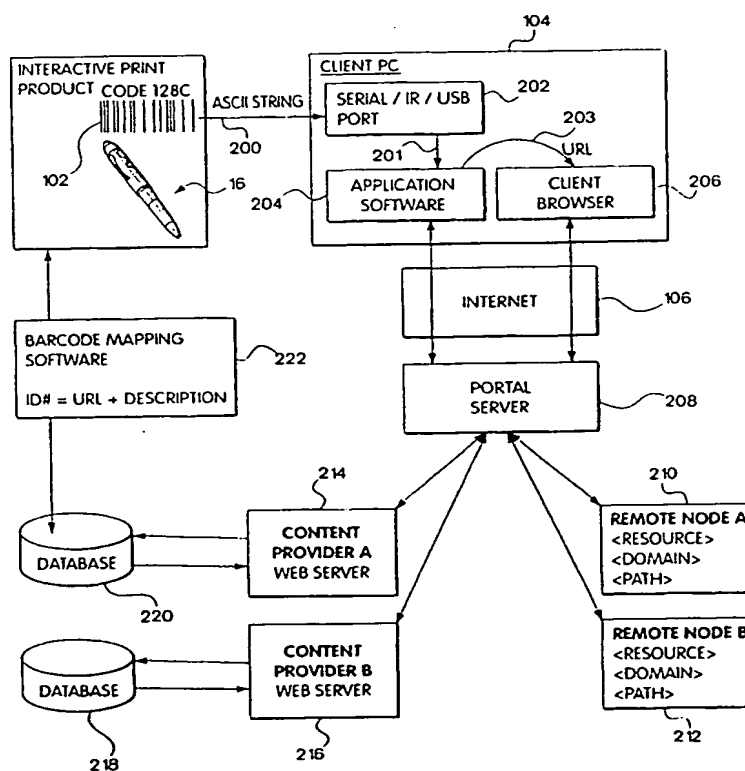 104
INTERACTIVE PRINT
PRODUCT
CODE 128C
102
16
ASCII STRING
200
CLIENT PC
SERIAL / IR / USB
PORT
202
201
203
URL
204
APPLICATION
SOFTWARE
CLIENT
BROWSER
206
INTERNET
106
BARCODE MAPPING
SOFTWARE
ID# = URL + DESCRIPTION
222
PORTAL
SERVER
208
214
CONTENT
PROVIDER A
WEB SERVER
DATABASE
220
210
REMOTE NODE A
<RESOURCE>
<DOMAIN>
<PATH>
CONTENT
PROVIDER B
WEB SERVER
216
DATABASE
218
REMOTE NODE B
<RESOURCE>
<DOMAIN>
<PATH>
212